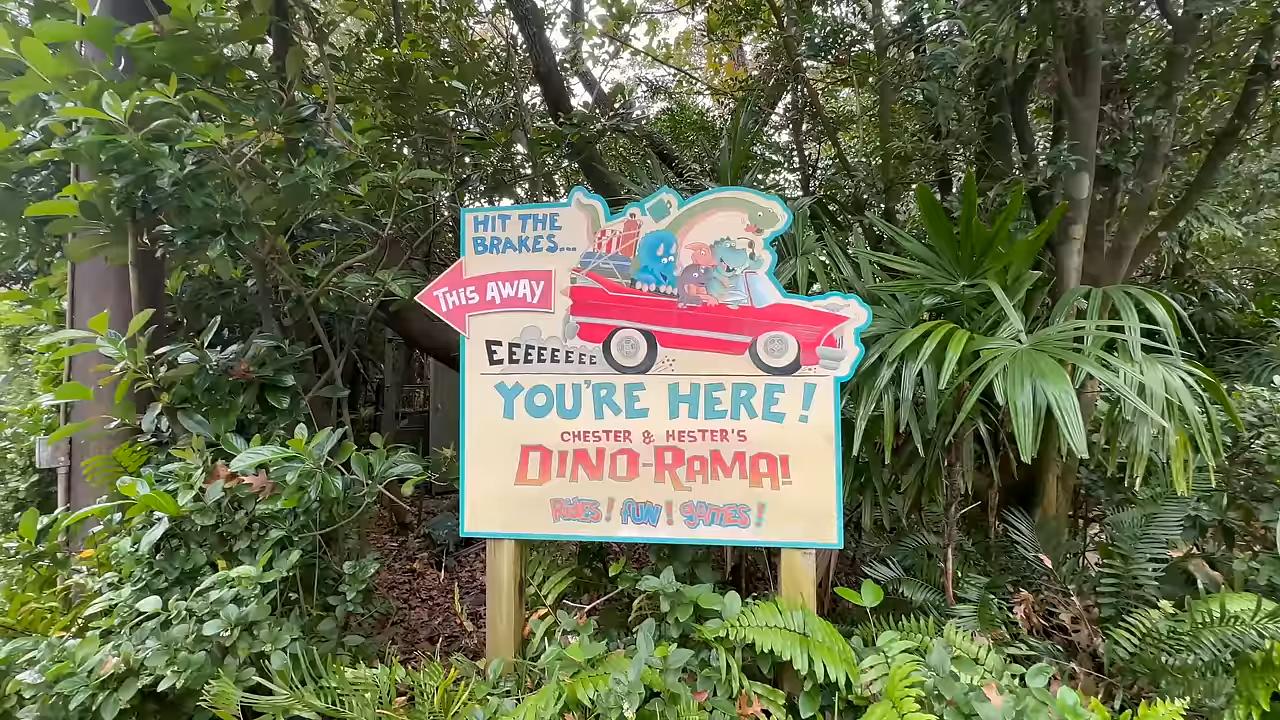 HIT THE
BRAKES...
THIS AWAY
EEEEEEEE
YOU'RE HERE!
CHESTER & HESTER'S
DINO-RAMA!
RIDES! FUN! GAMES!